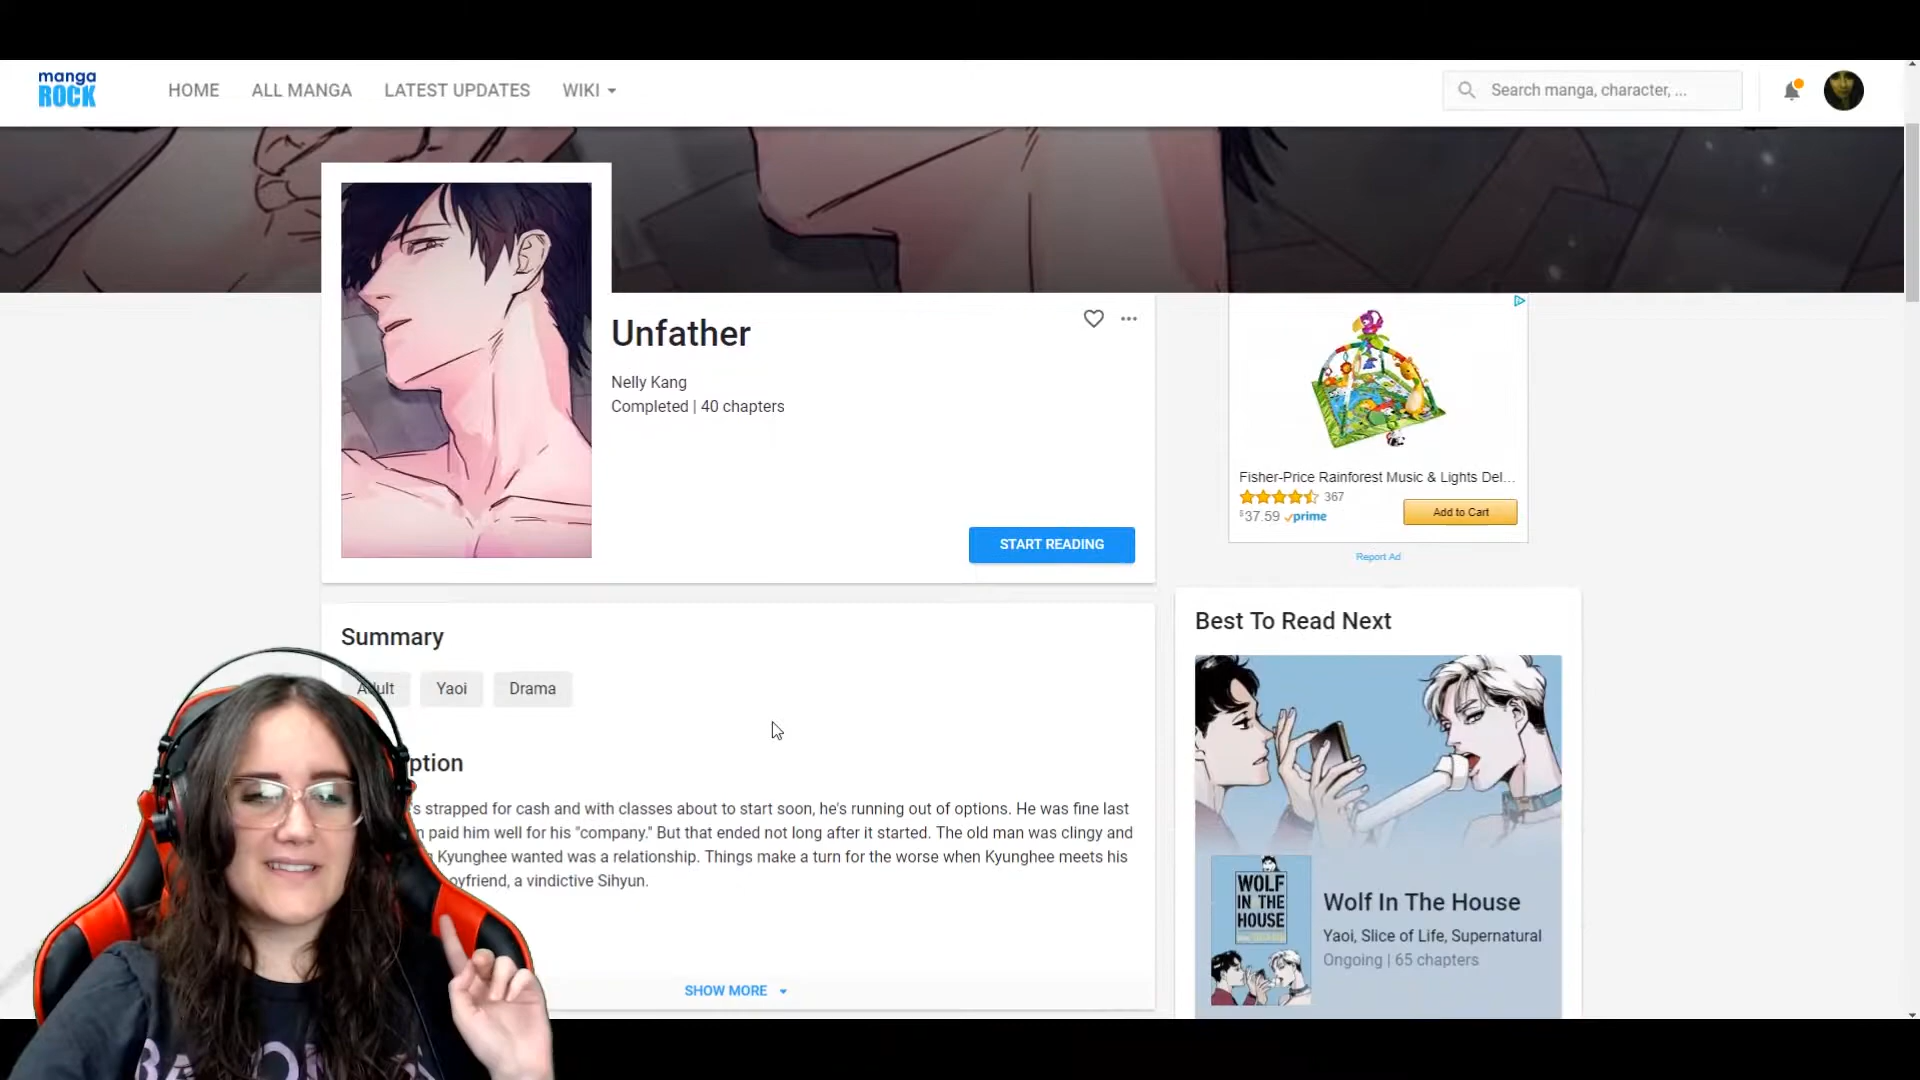 manga
ROCK
HOME
ALL MANGA
LATEST UPDATES
WIKI
Search manga, character, ...
Unfather
Nelly Kang
Completed | 40 chapters
START READING
Fisher-Price Rainforest Music & Lights Del...
367
$37.59 prime
Add to Cart
Report Ad
Summary
Adult
Yaoi
Drama
ption
's strapped for cash and with classes about to start soon, he's running out of options. He was fine last
n paid him well for his "company." But that ended not long after it started. The old man was clingy and
Kyunghee wanted was a relationship. Things make a turn for the worse when Kyunghee meets his
oyfriend, a vindictive Sihyun.
SHOW MORE
Best To Read Next
WOLF
IN THE
HOUSE
Wolf In The House
Yaoi, Slice of Life, Supernatural
Ongoing | 65 chapters